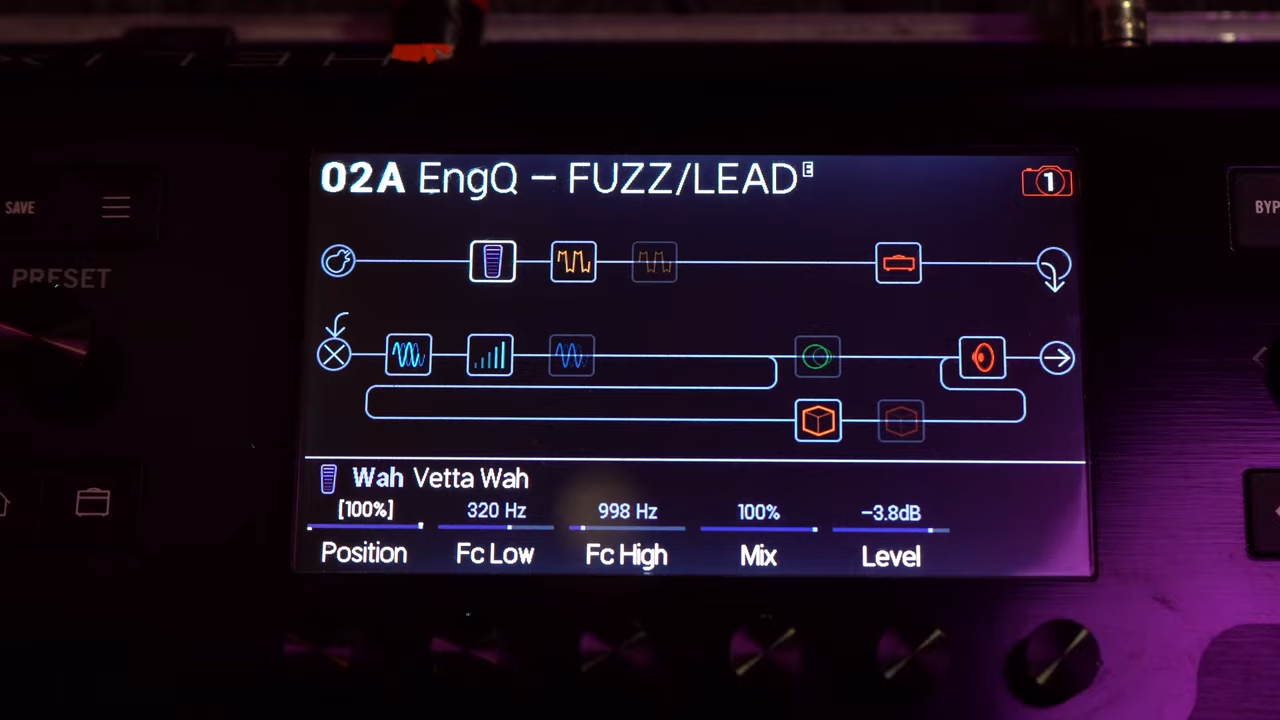 HELIX
02A EngQ – FUZZ/LEAD E
1
SAVE
BYP
PRESET
Wah Vetta Wah
[100%] 320 Hz 998 Hz 100% –3.8dB
Position Fc Low Fc High Mix Level